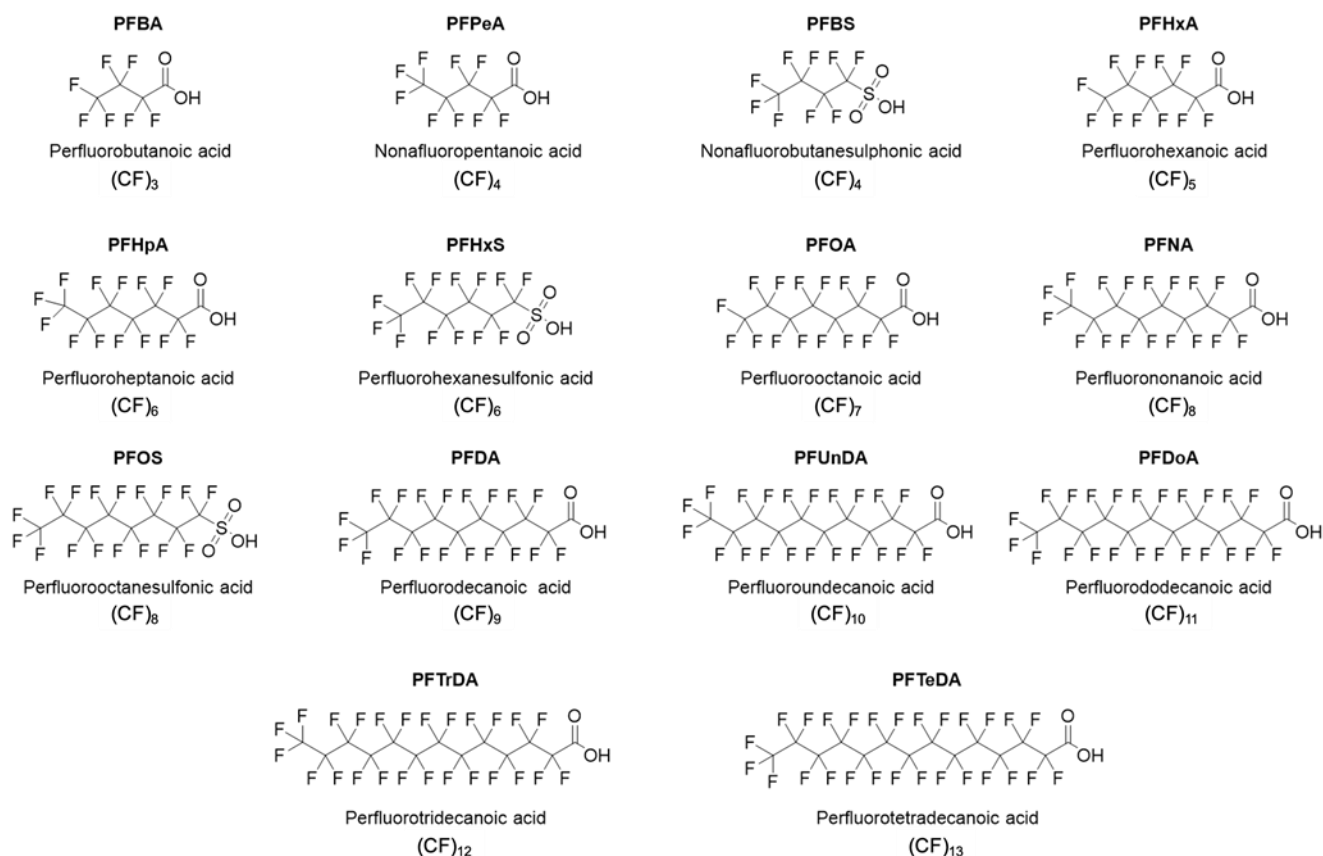 PFBA PFPeA PFBS PFHxA
Perfluorobutanoic acid Nonafluoropentanoic acid Nonafluorobutanesulphonic acid Perfluorohexanoic acid
(CF)₃ (CF)₄ (CF)₄ (CF)₅
PFHpA PFHxS PFOA PFNA
Perfluoroheptanoic acid Perfluorohexanesulfonic acid Perfluorooctanoic acid Perfluorononanoic acid
(CF)₆ (CF)₆ (CF)₇ (CF)₈
PFOS PFDA PFUnDA PFDoA
Perfluorooctanesulfonic acid Perfluorodecanoic acid Perfluoroundecanoic acid Perfluorododecanoic acid
(CF)₈ (CF)₉ (CF)₁₀ (CF)₁₁
PFTrDA PFTeDA
Perfluorotridecanoic acid Perfluorotetradecanoic acid
(CF)₁₂ (CF)₁₃